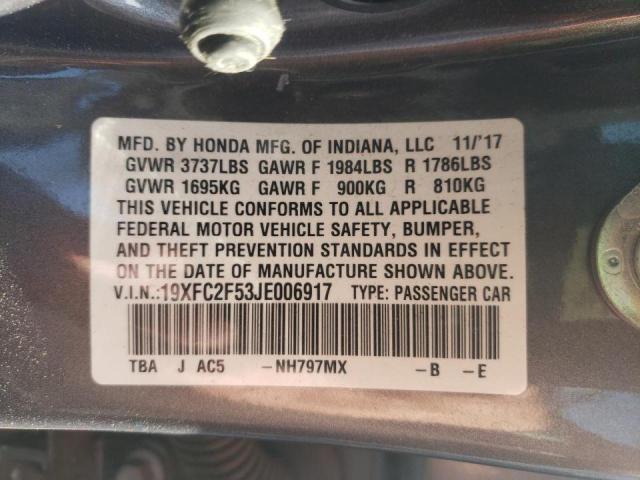 MFD. BY HONDA MFG. OF INDIANA, LLC 11/'17
GVWR 3737LBS GAWR F 1984LBS R 1786LBS
GVWR 1695KG GAWR F 900KG R 810KG
THIS VEHICLE CONFORMS TO ALL APPLICABLE
FEDERAL MOTOR VEHICLE SAFETY, BUMPER,
AND THEFT PREVENTION STANDARDS IN EFFECT
ON THE DATE OF MANUFACTURE SHOWN ABOVE.
V.I.N.:19XFC2F53JE006917 TYPE: PASSENGER CAR
TBA J AC5 -NH797MX -B -E